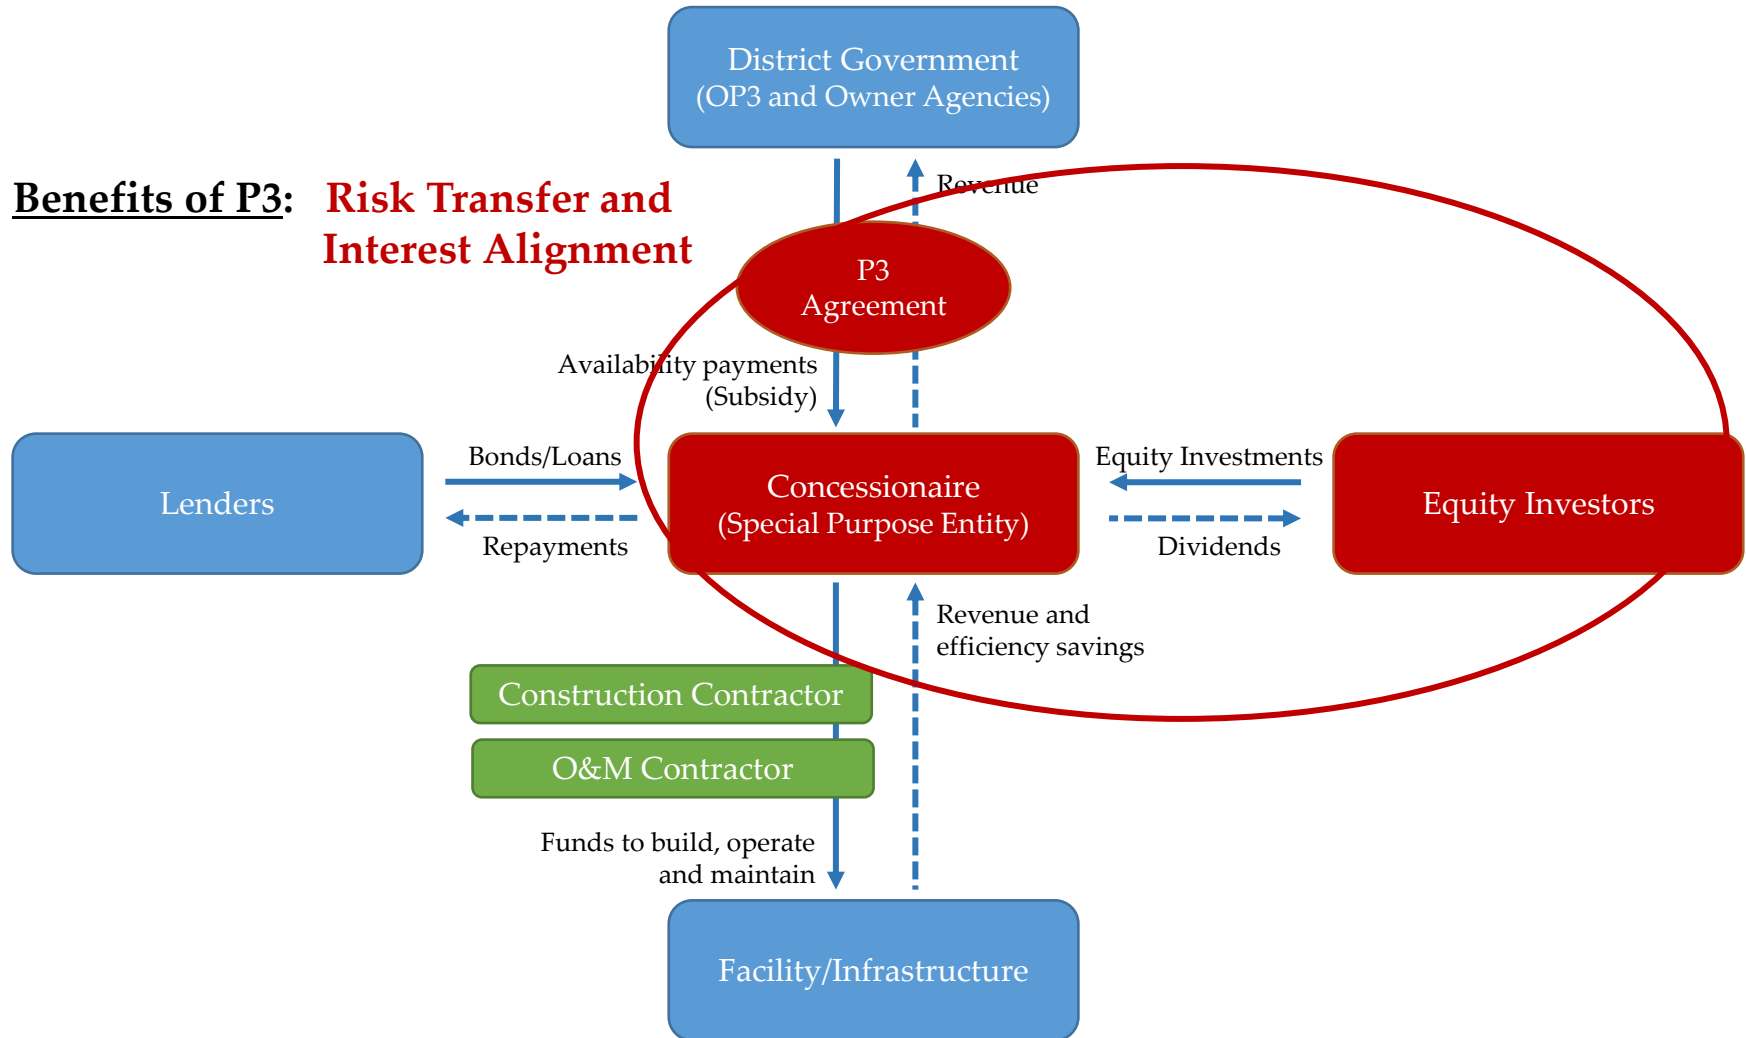 District Government
(OP3 and Owner Agencies)
Benefits of P3: Risk Transfer and
Interest Alignment
Revenue
P3
Agreement
Availability payments
(Subsidy)
Lenders
Bonds/Loans
Repayments
Concessionaire
(Special Purpose Entity)
Equity Investments
Dividends
Equity Investors
Revenue and
efficiency savings
Construction Contractor
O&M Contractor
Funds to build, operate
and maintain
Facility/Infrastructure